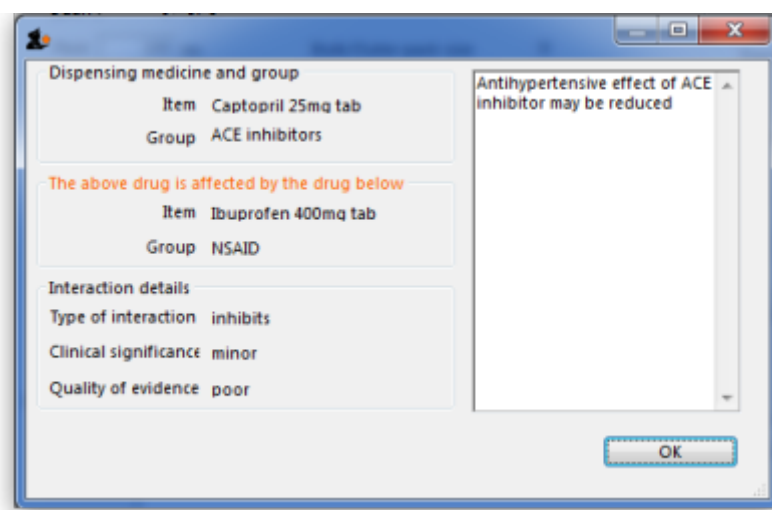 Dispensing medicine and group
Item Captopril 25mg tab
Group ACE inhibitors
The above drug is affected by the drug below
Item Ibuprofen 400mg tab
Group NSAID
Interaction details
Type of interaction inhibits
Clinical significance minor
Quality of evidence poor
Antihypertensive effect of ACE
inhibitor may be reduced
OK